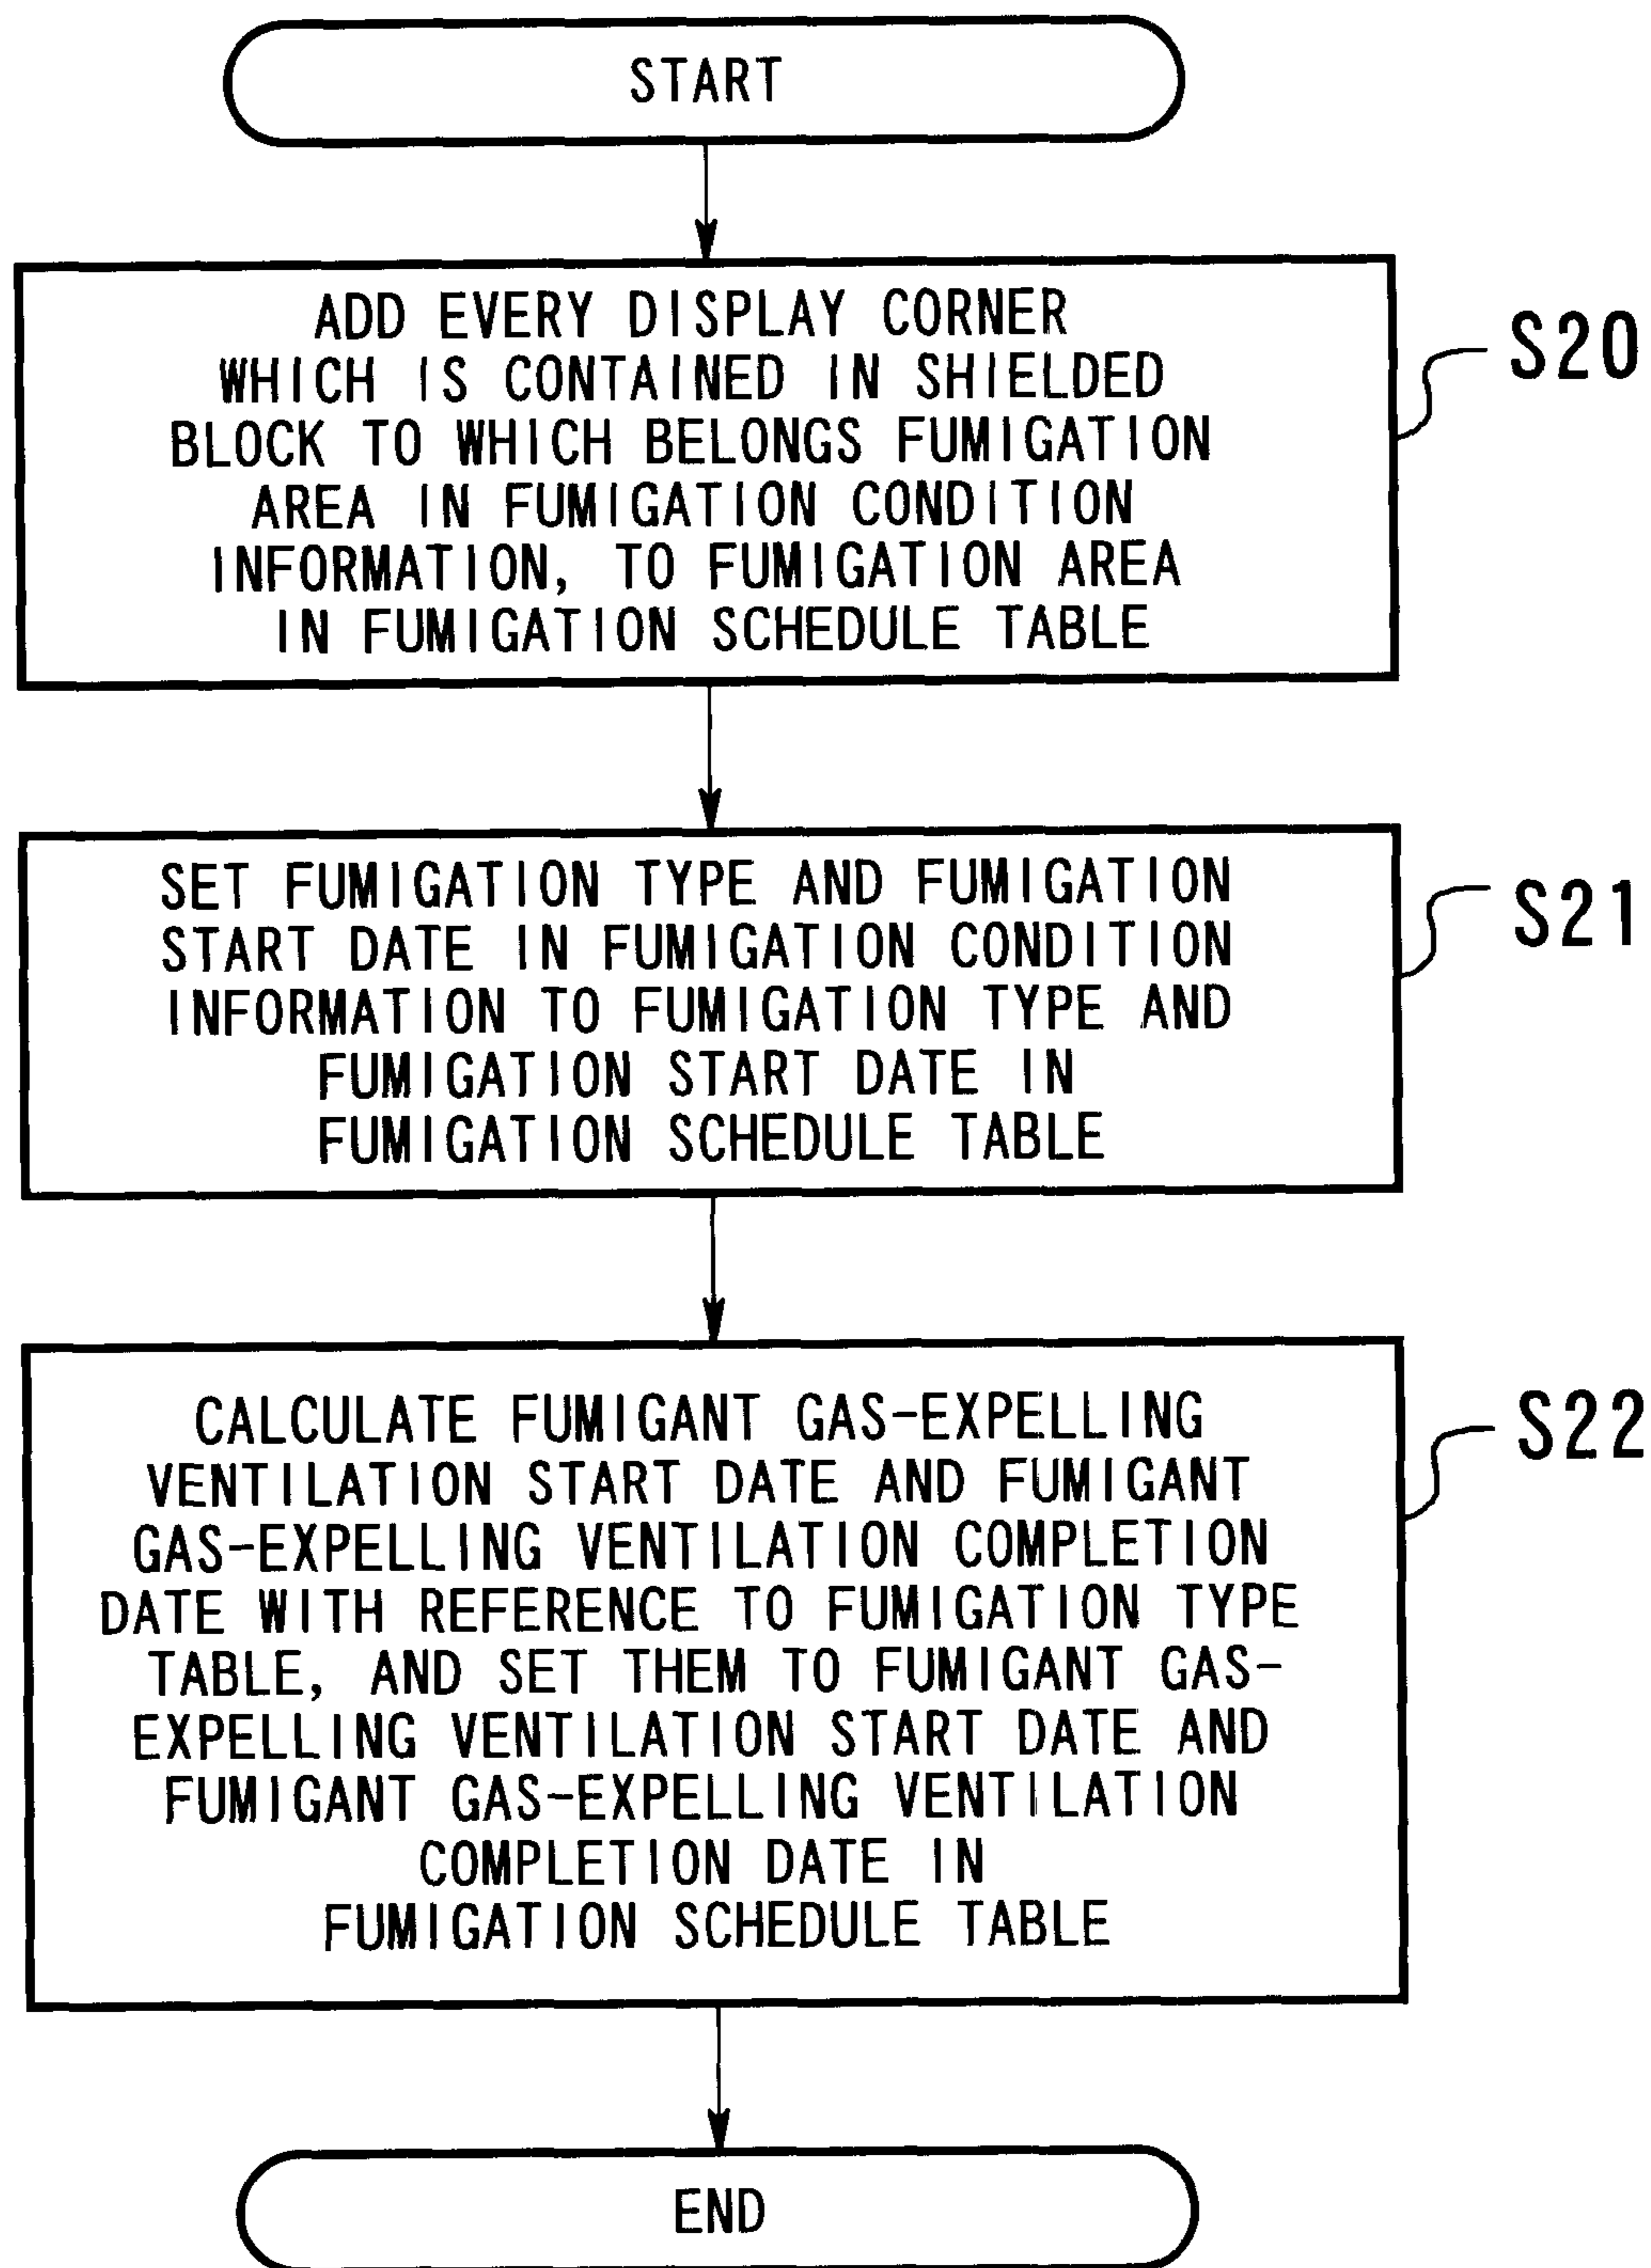 START
ADD EVERY DISPLAY CORNER
WHICH IS CONTAINED IN SHIELDED
BLOCK TO WHICH BELONGS FUMIGATION
AREA IN FUMIGATION CONDITION
INFORMATION, TO FUMIGATION AREA
IN FUMIGATION SCHEDULE TABLE
S20
SET FUMIGATION TYPE AND FUMIGATION
START DATE IN FUMIGATION CONDITION
INFORMATION TO FUMIGATION TYPE AND
FUMIGATION START DATE IN
FUMIGATION SCHEDULE TABLE
S21
CALCULATE FUMIGANT GAS-EXPELLING
VENTILATION START DATE AND FUMIGANT
GAS-EXPELLING VENTILATION COMPLETION
DATE WITH REFERENCE TO FUMIGATION TYPE
TABLE, AND SET THEM TO FUMIGANT GAS-
EXPELLING VENTILATION START DATE AND
FUMIGANT GAS-EXPELLING VENTILATION
COMPLETION DATE IN
FUMIGATION SCHEDULE TABLE
S22
END